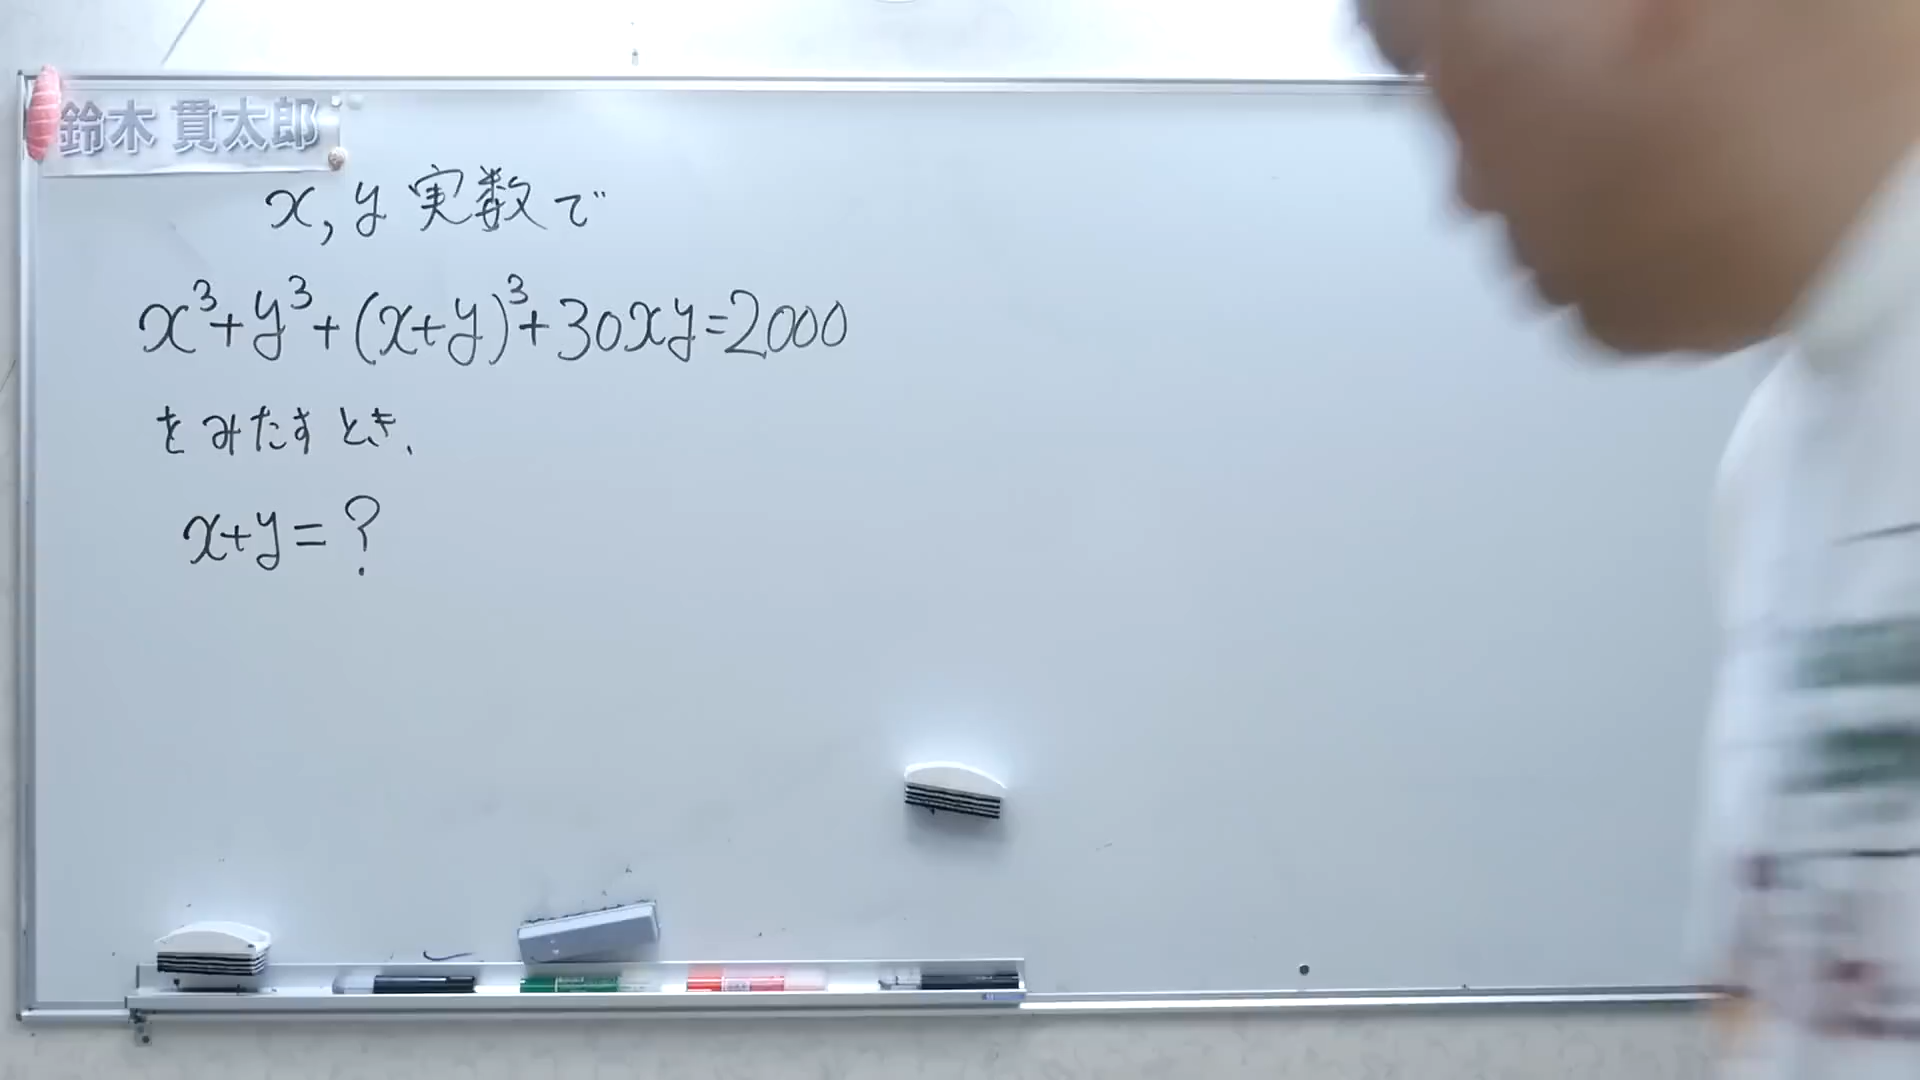 鈴木 貫太郎
x, y 実数で
x³+y³+(x+y)³+30xy=2000
をみたすとき、
x+y=?